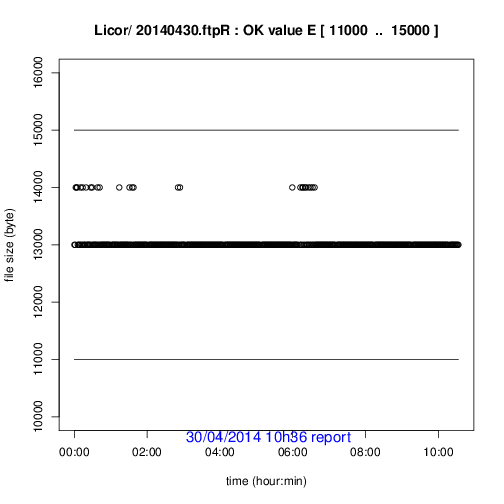 Licor/ 20140430.ftpR : OK value E [ 11000  ..  15000 ]
16000
15000
14000
13000
12000
11000
10000
file size (byte)
30/04/2014 10h36 report
00:00 02:00 04:00 06:00 08:00 10:00
time (hour:min)